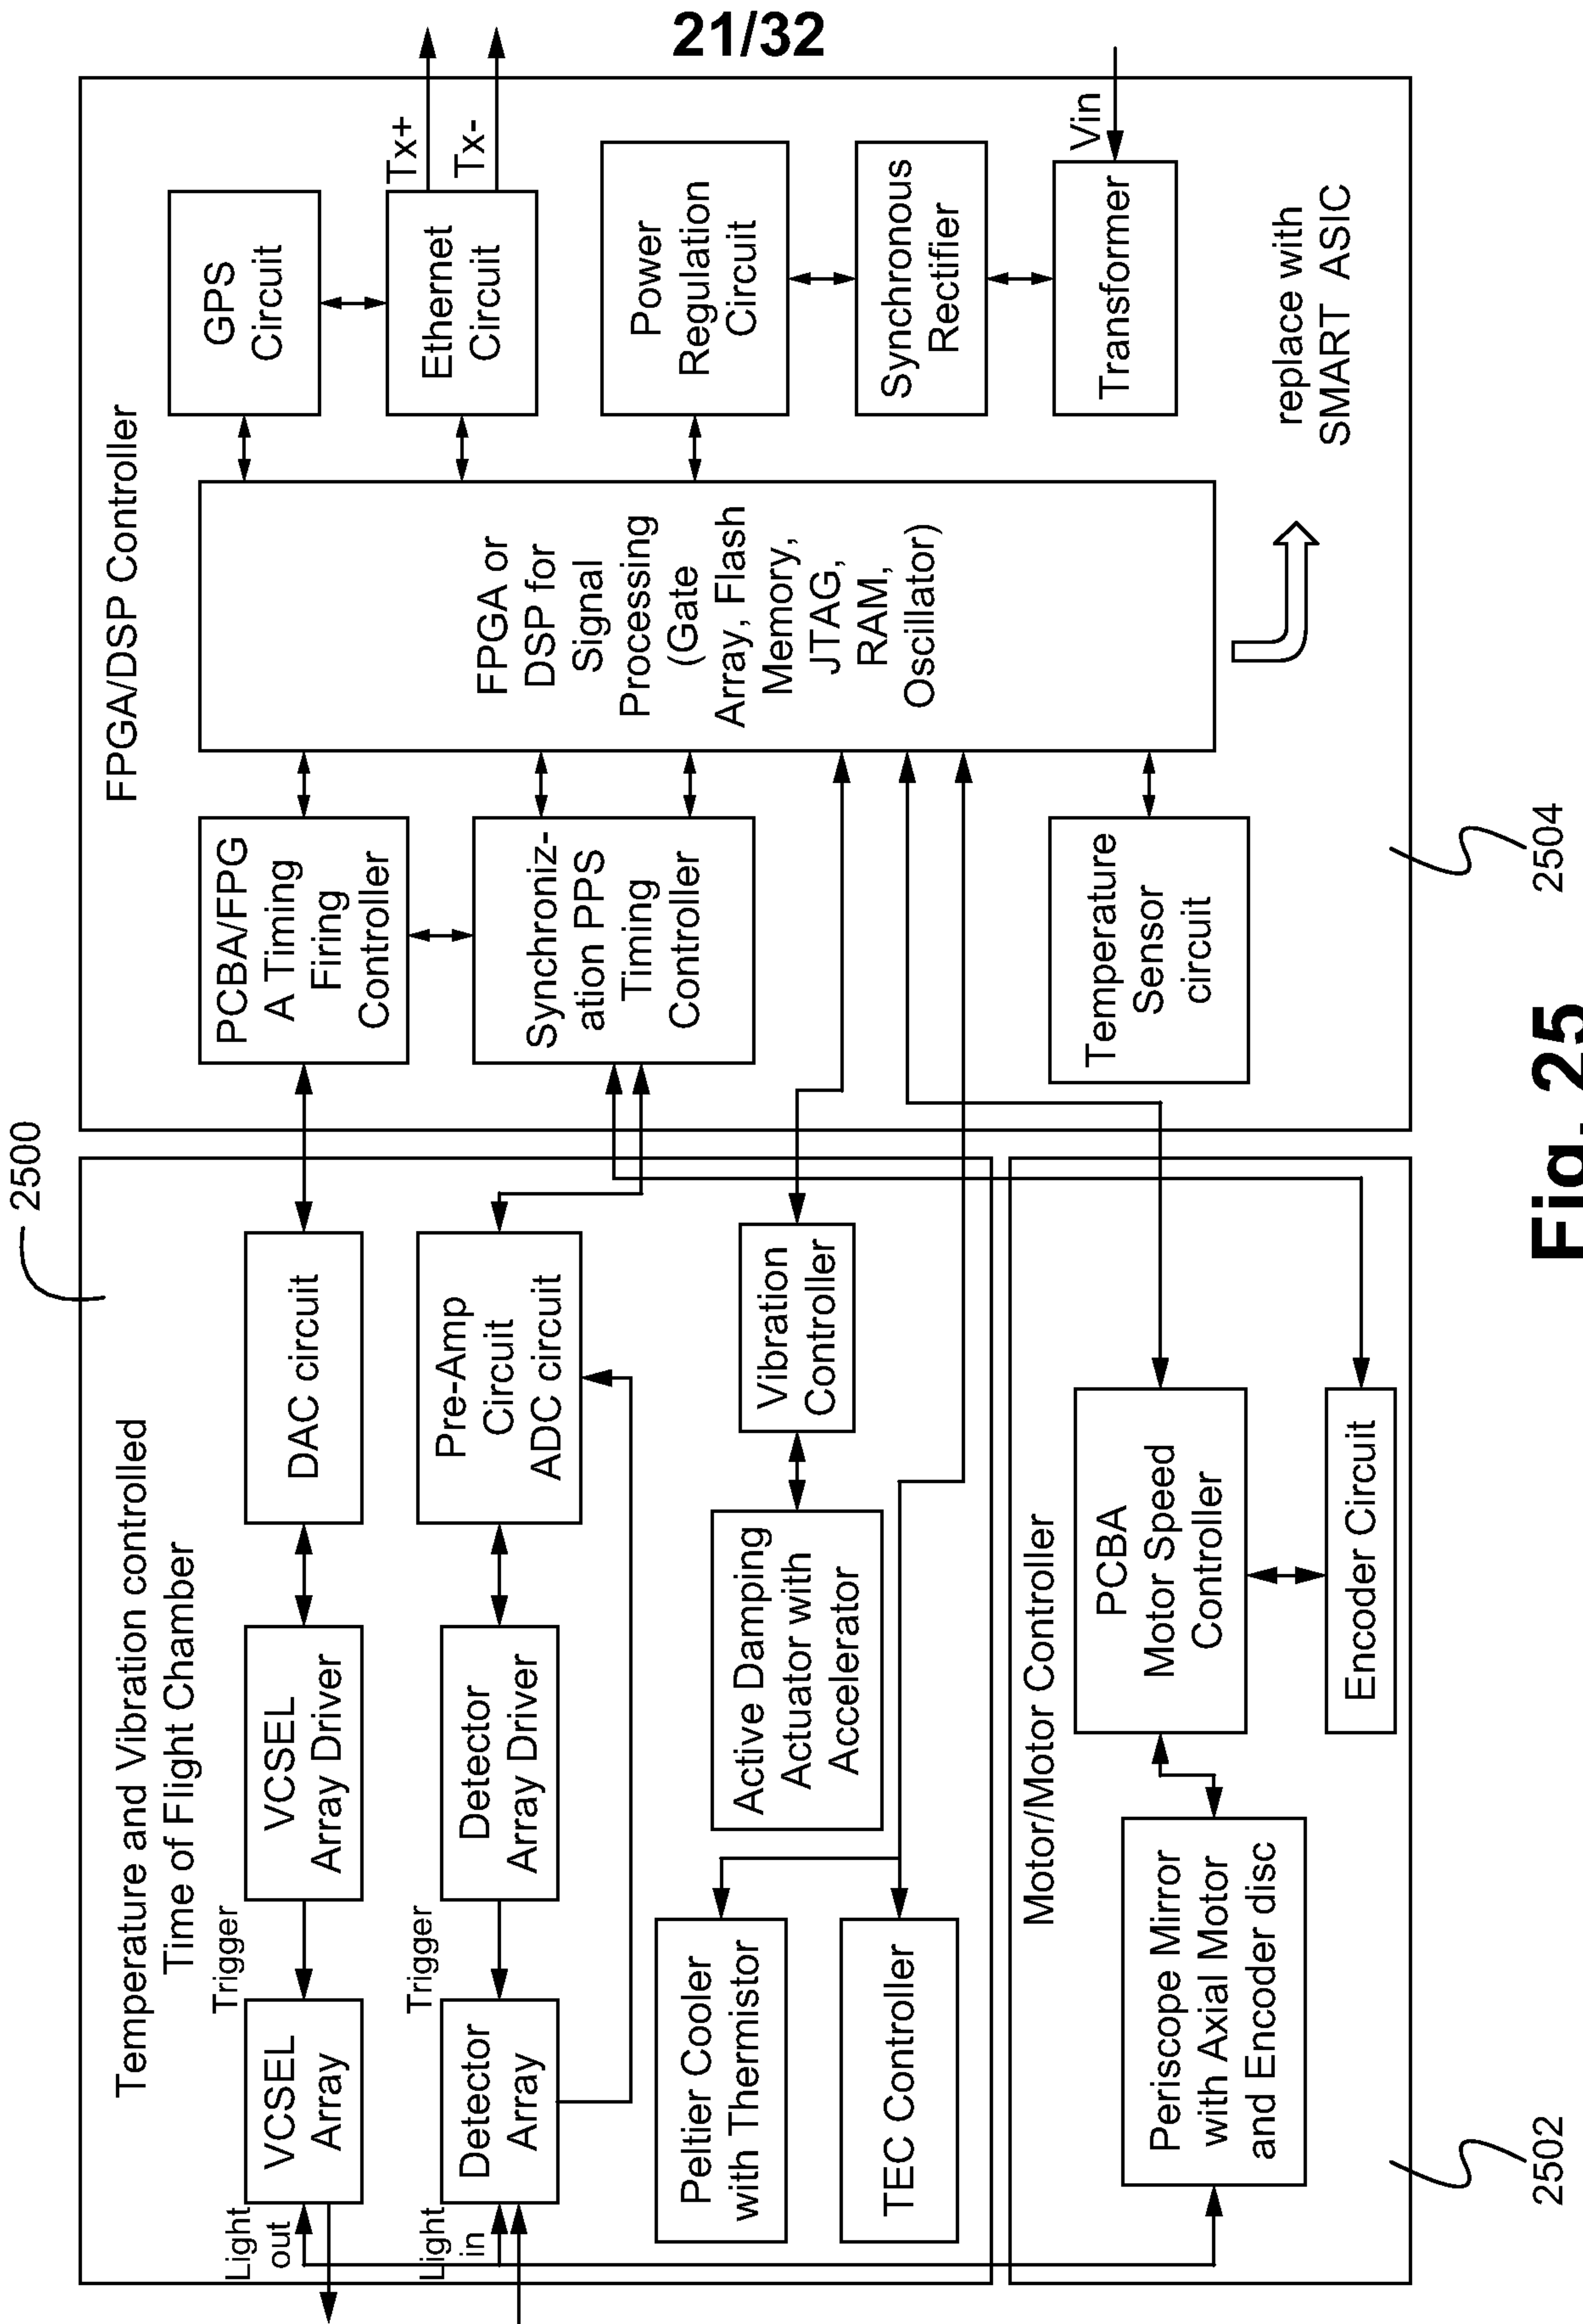 21/32
2500
Temperature and Vibration controlled
Time of Flight Chamber
Light
out
VCSEL
Array
Trigger
VCSEL
Array Driver
DAC circuit
Light
in
Detector
Array
Trigger
Detector
Array Driver
Pre-Amp
Circuit
ADC circuit
Peltier Cooler
with Thermistor
TEC Controller
Active Damping
Actuator with
Accelerator
Vibration
Controller
Motor/Motor Controller
Periscope Mirror
with Axial Motor
and Encoder disc
PCBA
Motor Speed
Controller
Encoder Circuit
2502
FPGA/DSP Controller
PCBA/FPG
A Timing
Firing
Controller
Synchroniz-
ation PPS
Timing
Controller
Temperature
Sensor
circuit
FPGA or
DSP for
Signal
Processing
(Gate
Array, Flash
Memory,
JTAG,
RAM,
Oscillator)
GPS
Circuit
Ethernet
Circuit
Tx+
Tx-
Power
Regulation
Circuit
Synchronous
Rectifier
Transformer
Vin
replace with
SMART ASIC
2504
Fig. 25